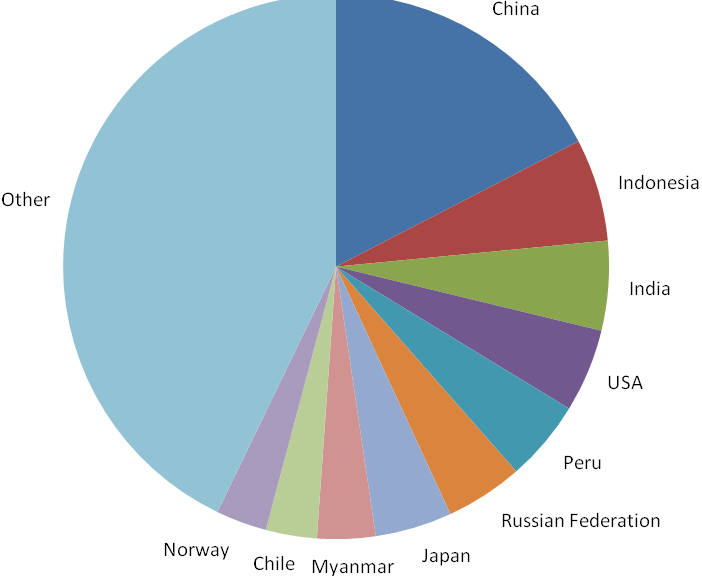 China
Indonesia
Other
India
USA
Peru
Russian Federation
Norway
Japan
Chile
Myanmar